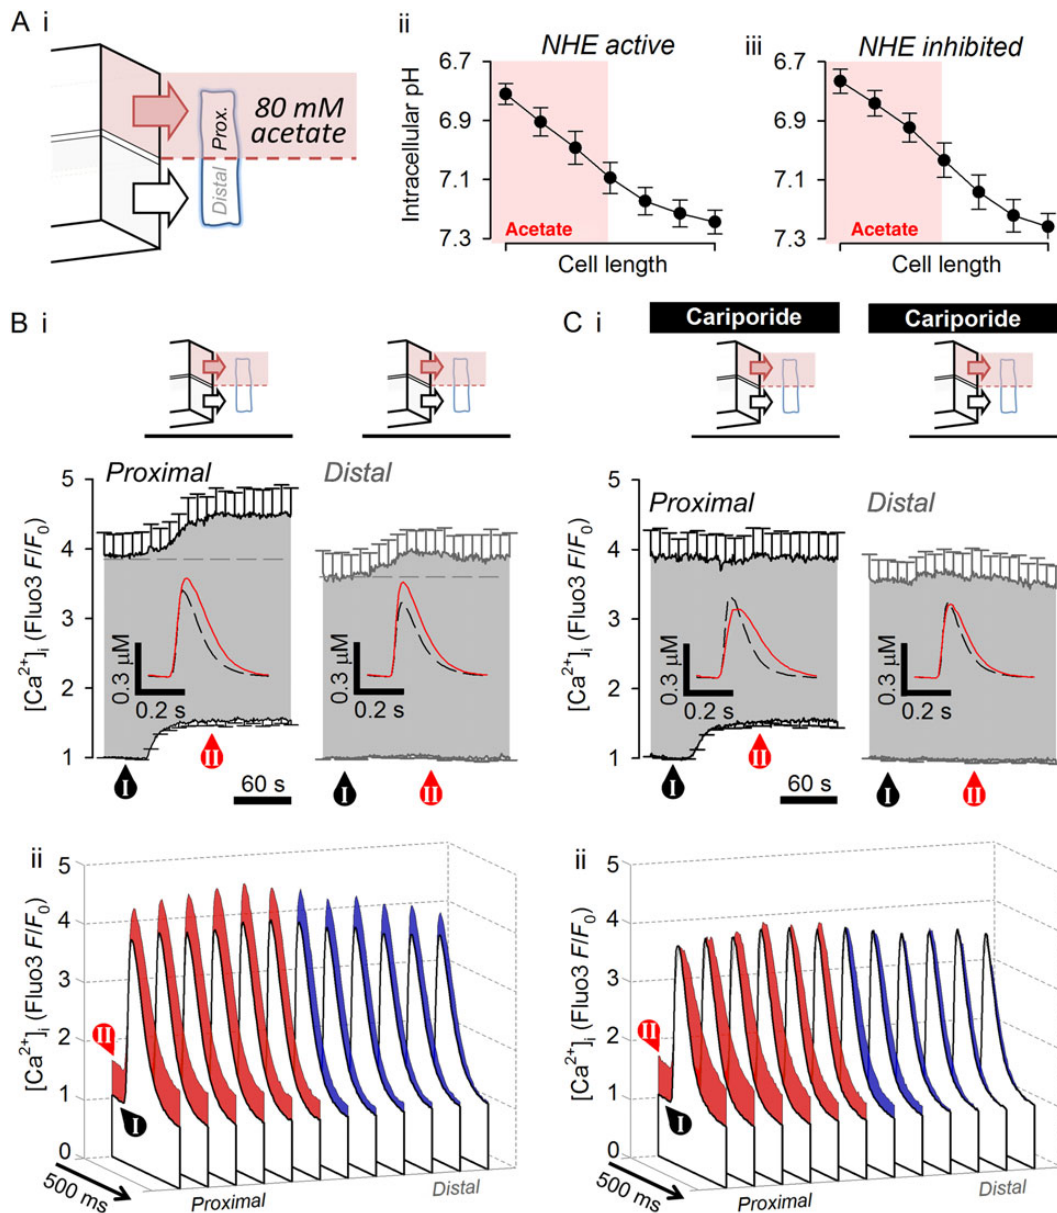 A i
80 mM
acetate
Prox.
Distal
ii
NHE active
Intracellular pH
6.7
6.9
7.1
7.3
Acetate
Cell length
iii
NHE inhibited
6.7
6.9
7.1
7.3
Acetate
Cell length
B i
Proximal
Distal
[Ca2+]i (Fluo3 F/F0)
5
4
3
2
1
0.3 µM
0.2 s
0.3 µM
0.2 s
I
II
I
II
60 s
C i
Cariporide
Cariporide
Proximal
Distal
[Ca2+]i (Fluo3 F/F0)
5
4
3
2
1
0.3 µM
0.2 s
0.3 µM
0.2 s
I
II
I
II
60 s
ii
[Ca2+]i (Fluo3 F/F0)
5
4
3
2
1
0
II
I
500 ms
Proximal
Distal
ii
[Ca2+]i (Fluo3 F/F0)
5
4
3
2
1
0
II
I
500 ms
Proximal
Distal